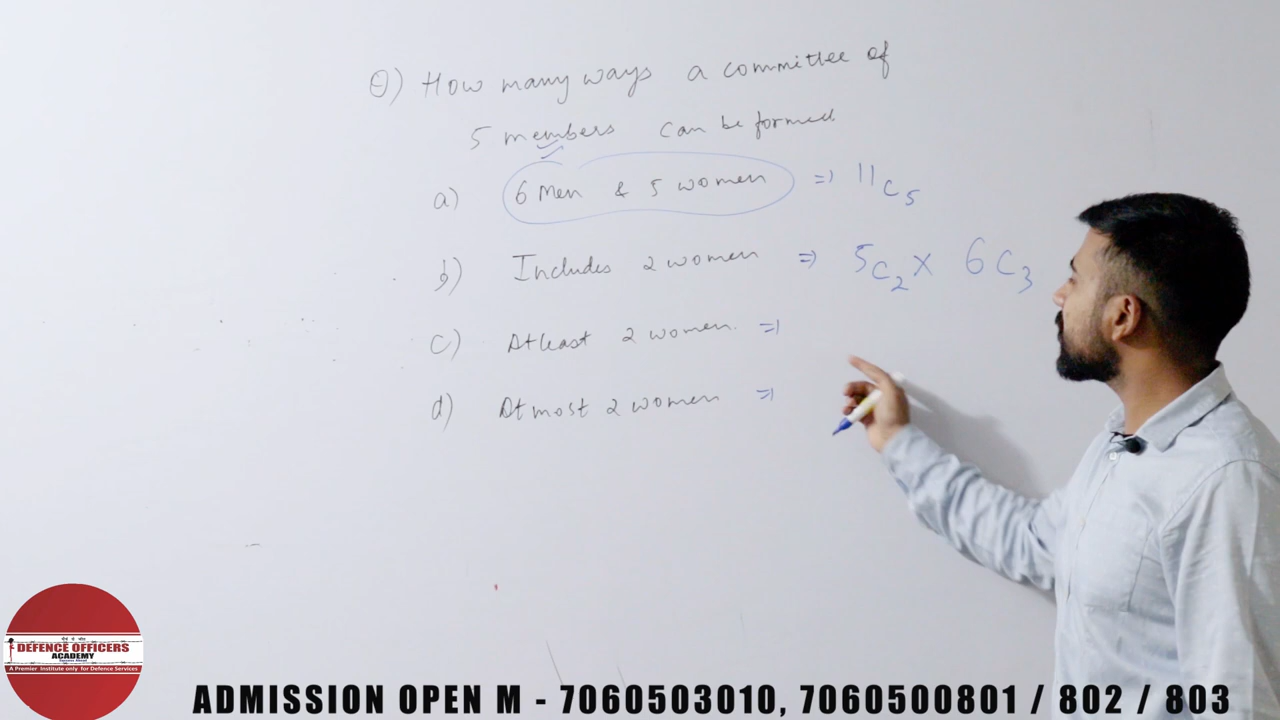 Q) How many ways a committee of
5 members can be formed
a) 6 Men & 5 women => 11C5
b) Includes 2 women => 5C2 X 6C3
c) Atleast 2 women. =>
d) Atmost 2 women =>
DEFENCE OFFICERS
ACADEMY
A Premier Institute only for Defence Services
ADMISSION OPEN M - 7060503010, 7060500801 / 802 / 803